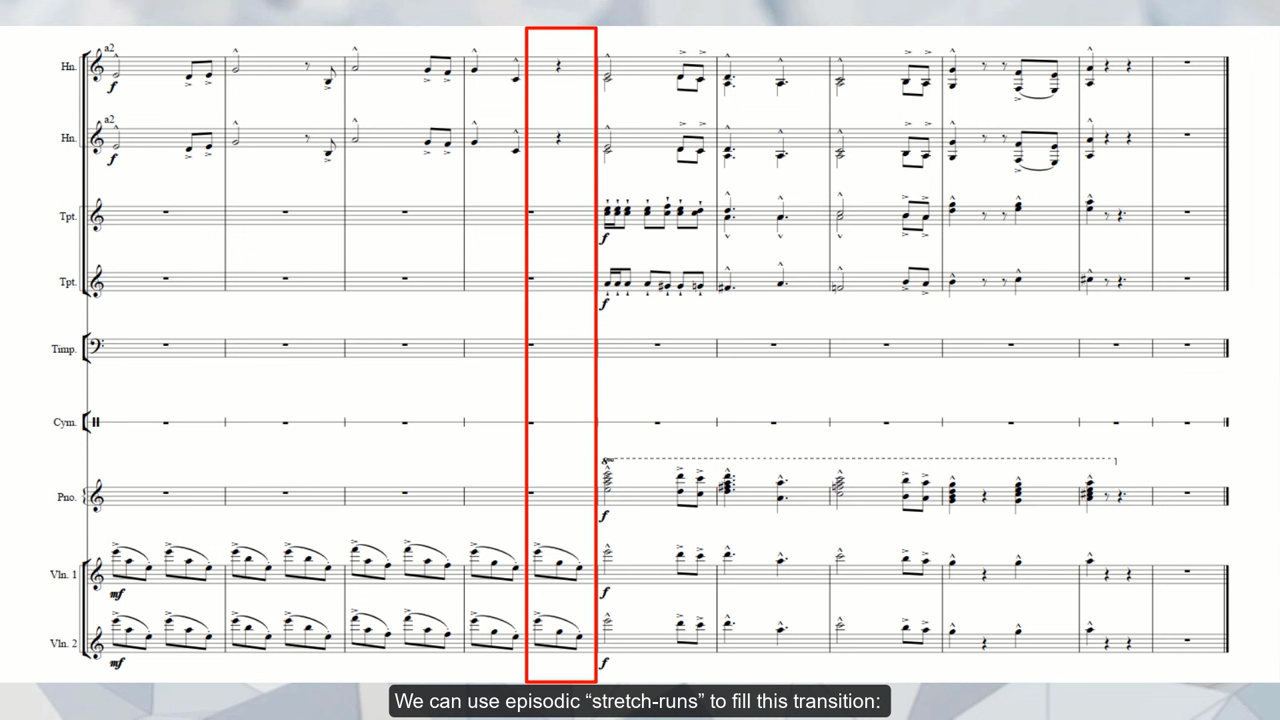 a2
Hn.
f
a2
Hn.
f
Tpt.
f
Tpt.
f
Timp.
Cym.
8va
Pno.
f
Vln. 1
mf
f
Vln. 2
mf
f
We can use episodic “stretch-runs” to fill this transition: